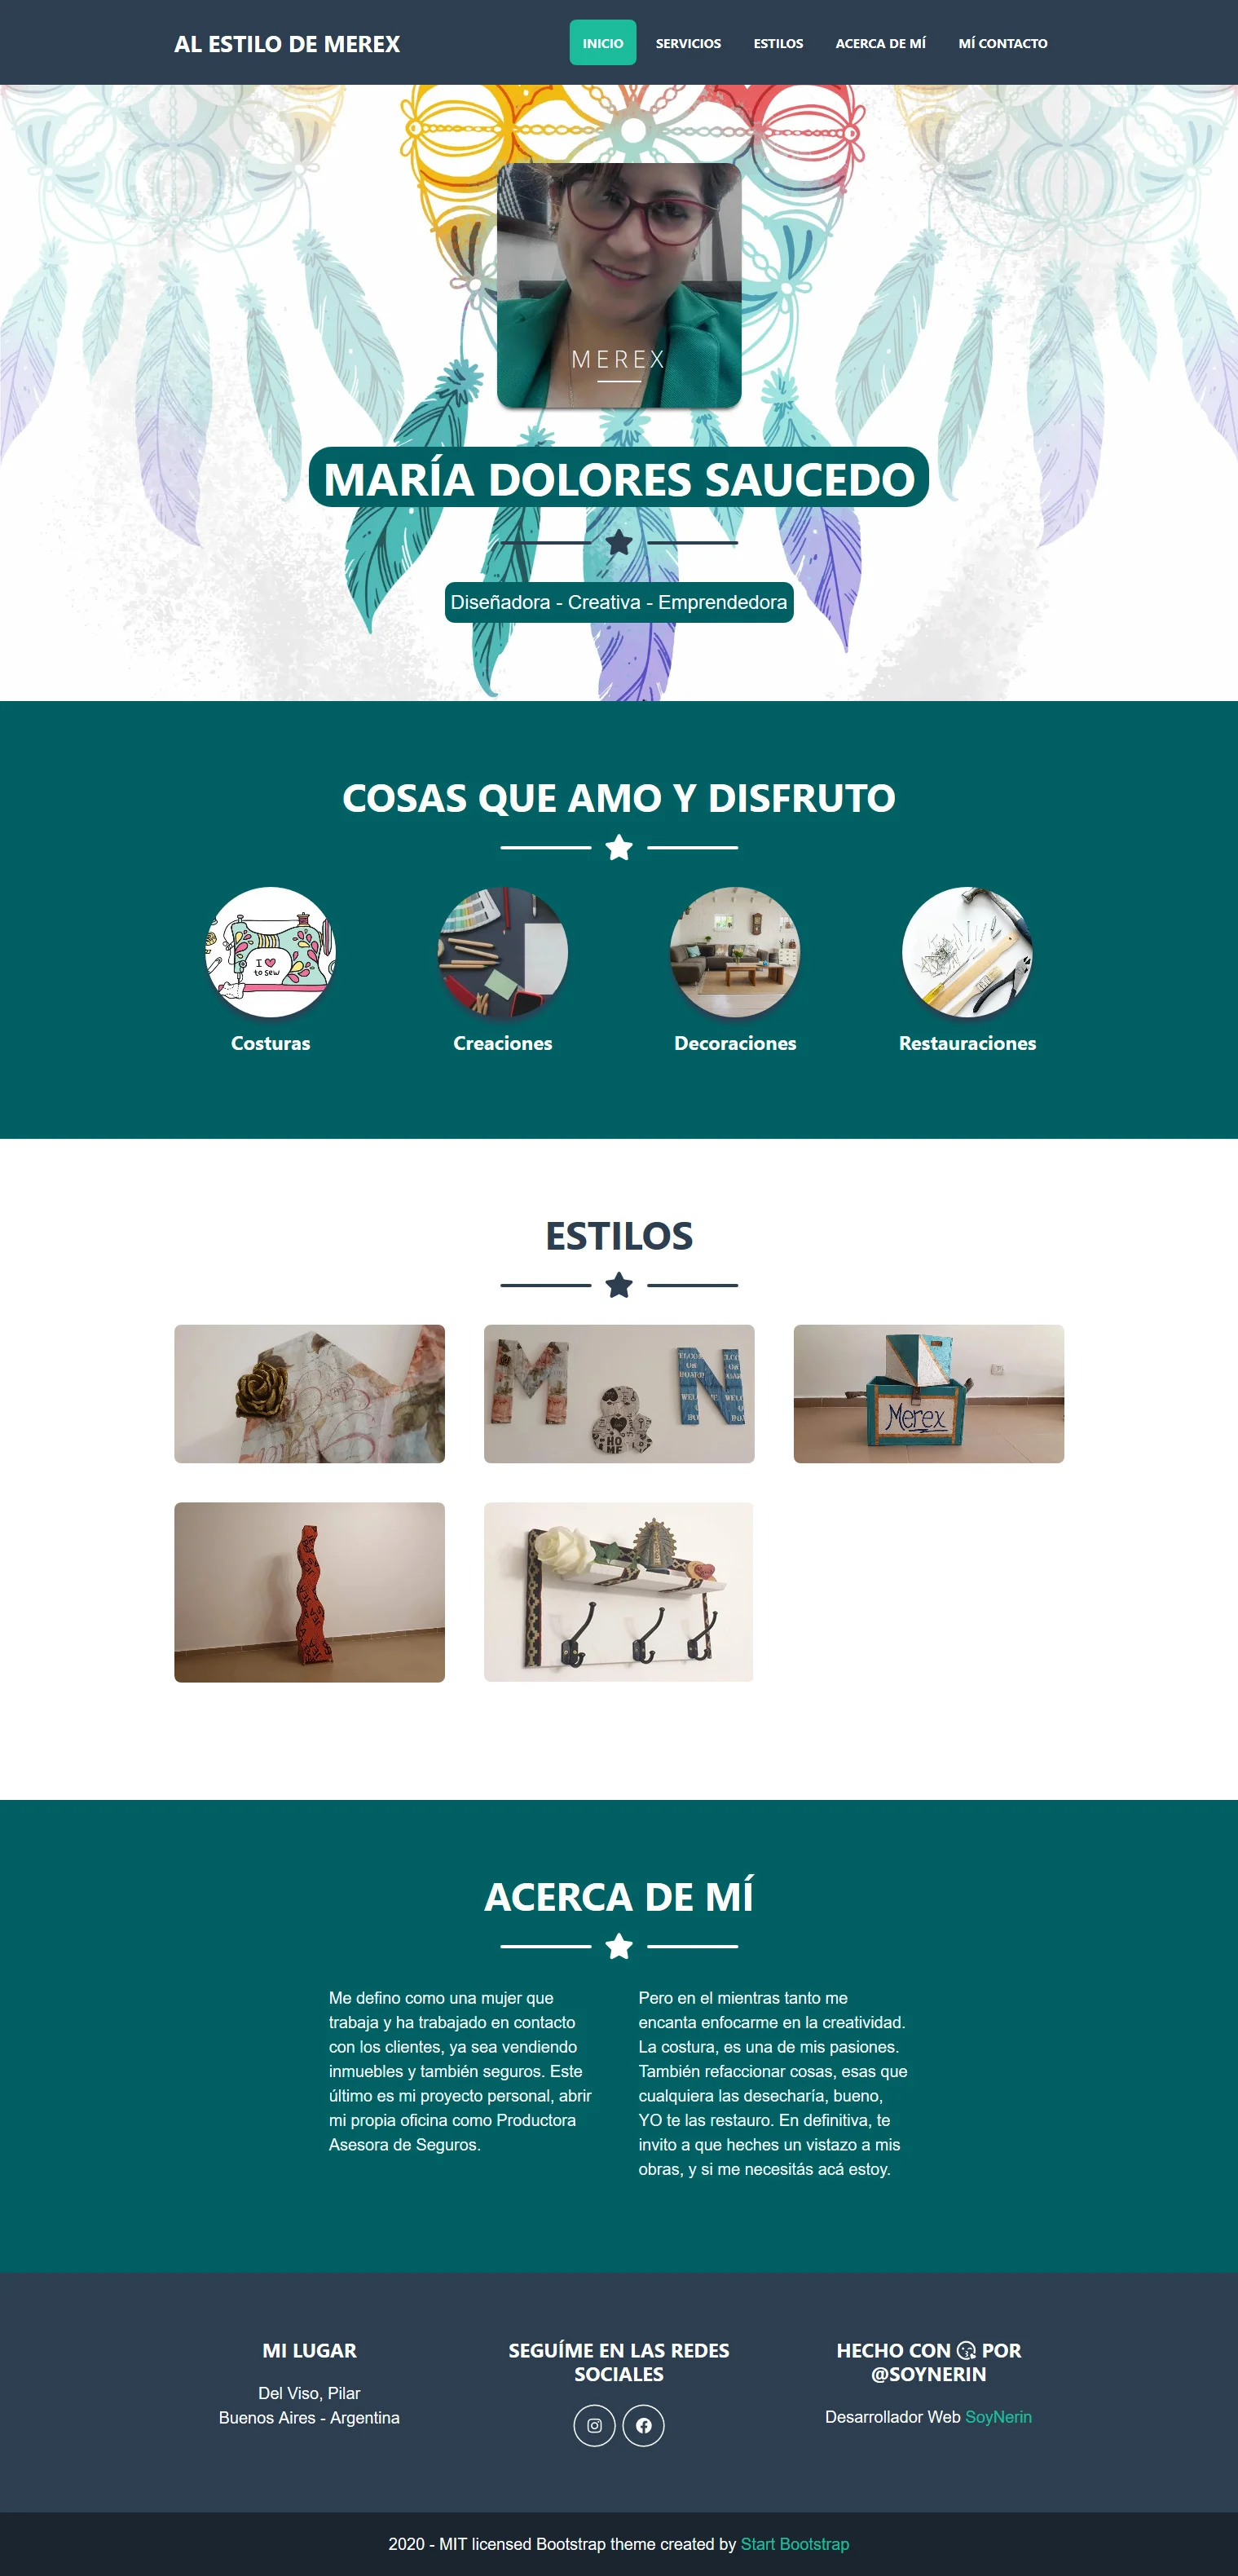 AL ESTILO DE MEREX
INICIO
SERVICIOS
ESTILOS
ACERCA DE MÍ
MÍ CONTACTO
MEREX
MARÍA DOLORES SAUCEDO
Diseñadora - Creativa - Emprendedora
COSAS QUE AMO Y DISFRUTO
I
to sew
Costuras
Creaciones
Decoraciones
Restauraciones
ESTILOS
M
N
HO
ME
Merex
ACERCA DE MÍ
Me defino como una mujer que
trabaja y ha trabajado en contacto
con los clientes, ya sea vendiendo
inmuebles y también seguros. Este
último es mi proyecto personal, abrir
mi propia oficina como Productora
Asesora de Seguros.
Pero en el mientras tanto me
encanta enfocarme en la creatividad.
La costura, es una de mis pasiones.
También refaccionar cosas, esas que
cualquiera las desecharía, bueno,
YO te las restauro. En definitiva, te
invito a que heches un vistazo a mis
obras, y si me necesitás acá estoy.
MI LUGAR
Del Viso, Pilar
Buenos Aires - Argentina
SEGUÍME EN LAS REDES
SOCIALES
HECHO CON POR
@SOYNERIN
Desarrollador Web SoyNerin
2020 - MIT licensed Bootstrap theme created by Start Bootstrap